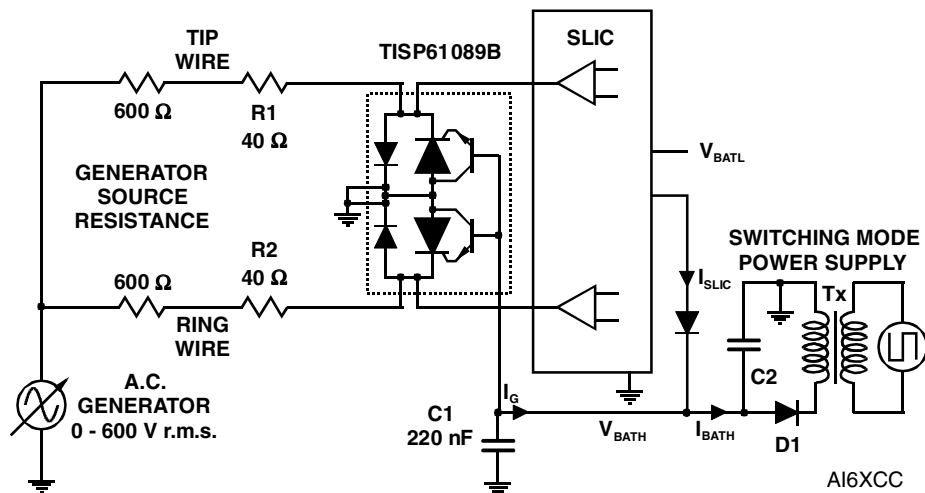 TIP
WIRE
TISP61089B
SLIC
600 Ω
R1
40 Ω
GENERATOR
SOURCE
RESISTANCE
V_BATL
R2
40 Ω
600 Ω
RING
WIRE
SWITCHING MODE
POWER SUPPLY
I_SLIC
Tx
A.C.
GENERATOR
0 - 600 V r.m.s.
C2
I_G
C1
220 nF
V_BATH
I_BATH
D1
AI6XCC